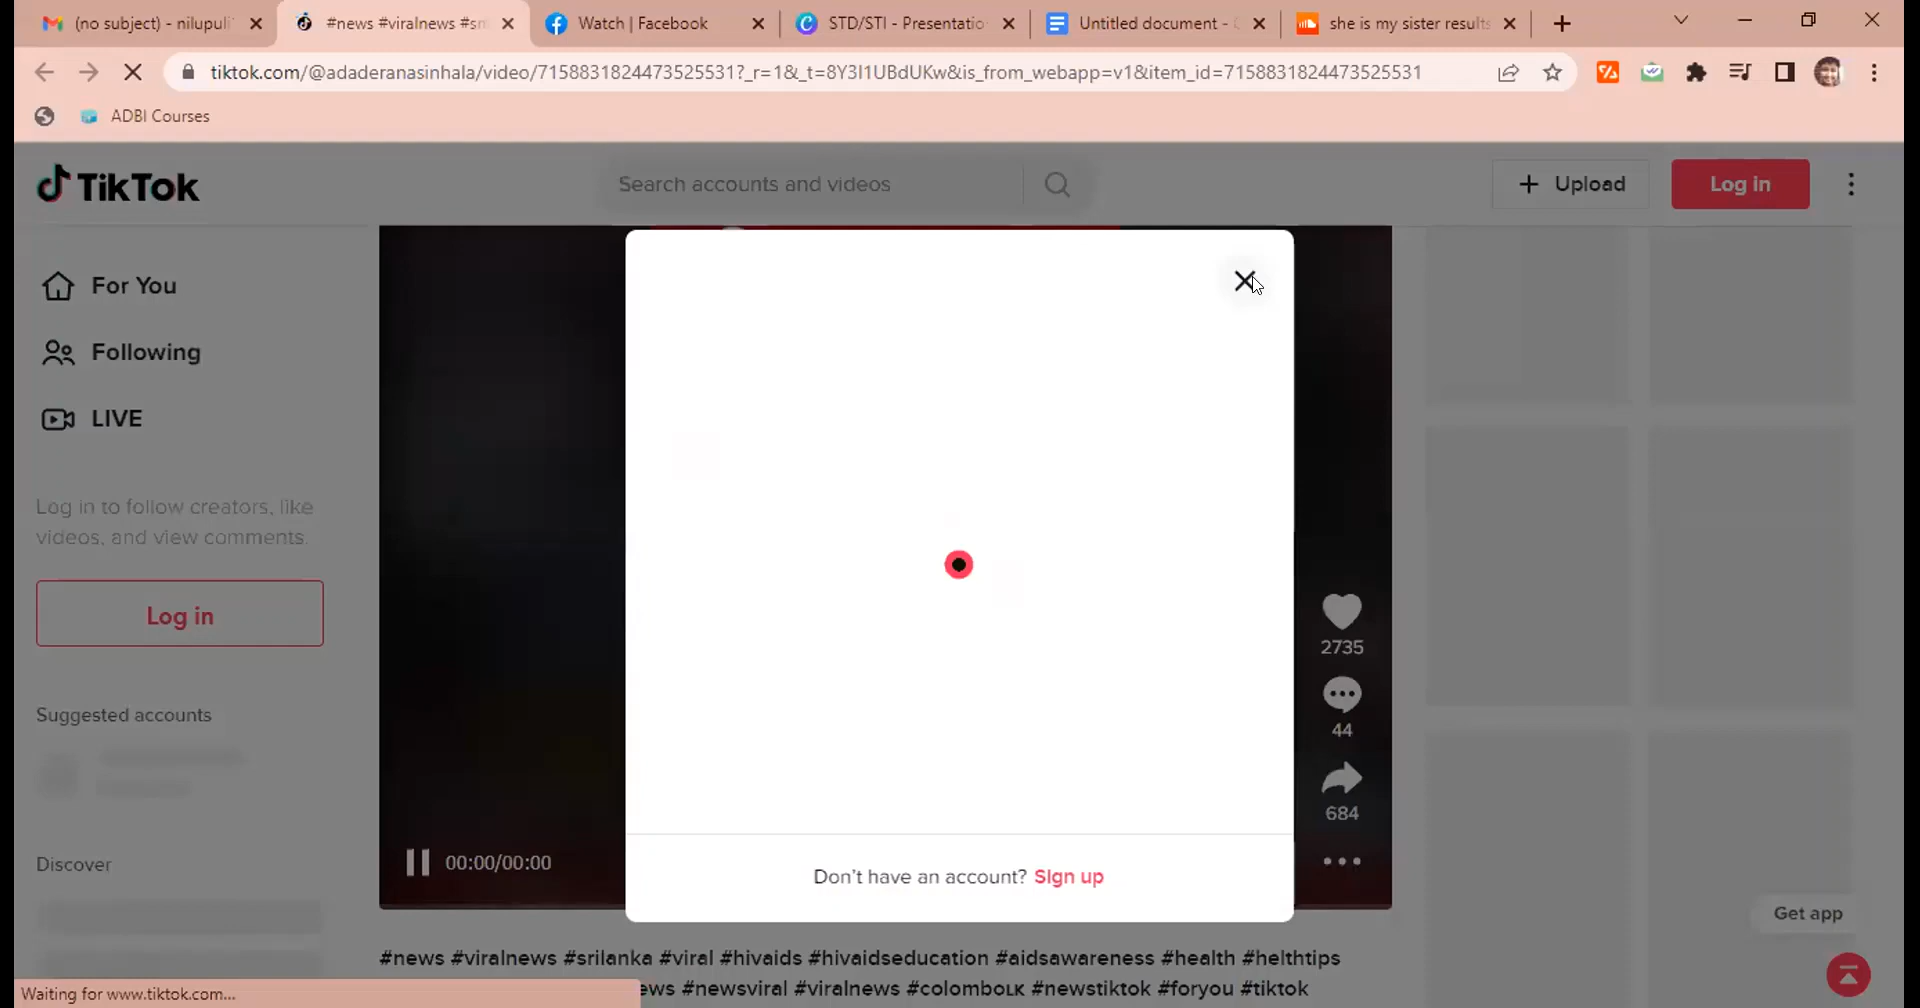 (no subject) - nilupuli
#news #viralnews #sm
Watch | Facebook
STD/STI - Presentatio
Untitled document -
she is my sister results
tiktok.com/@adaderanasinhala/video/7158831824473525531?_r=1&_t=8Y3I1UBdUKw&is_from_webapp=v1&item_id=7158831824473525531
ADBI Courses
TikTok
Search accounts and videos
Upload
Log in
For You
Following
LIVE
Log in to follow creators, like
videos, and view comments.
Log in
Suggested accounts
Discover
2735
44
684
00:00/00:00
Don't have an account? Sign up
Get app
#news #viralnews #srilanka #viral #hivaids #hivaidseducation #aidsawareness #health #helthtips
#newsviral #viralnews #colomboʟᴋ #newstiktok #foryou #tiktok
Waiting for www.tiktok.com...